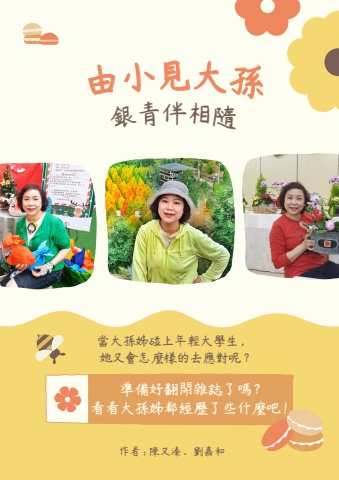 由小見大孫
銀青伴相隨
當大孫姊碰上年輕大學生，
她又會怎麼樣的去應對呢？
準備好翻開雜誌了嗎？
看看大孫姊都經歷了些什麼吧！
作者：陳又溱、劉嘉和